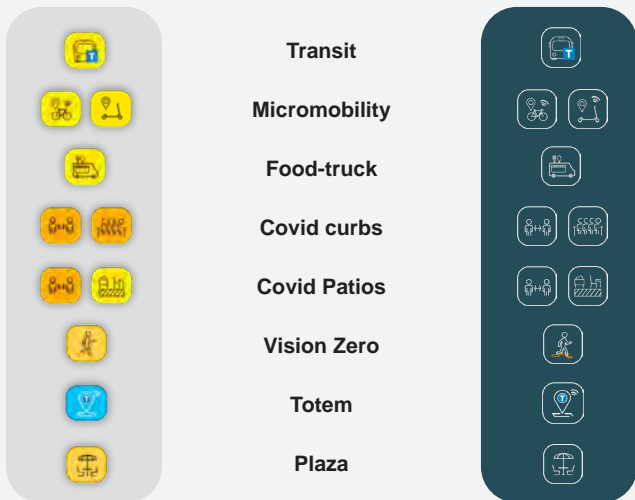 T
Transit
T
Micromobility
Food-truck
Covid curbs
Covid Patios
Vision Zero
T
Totem
T
Plaza